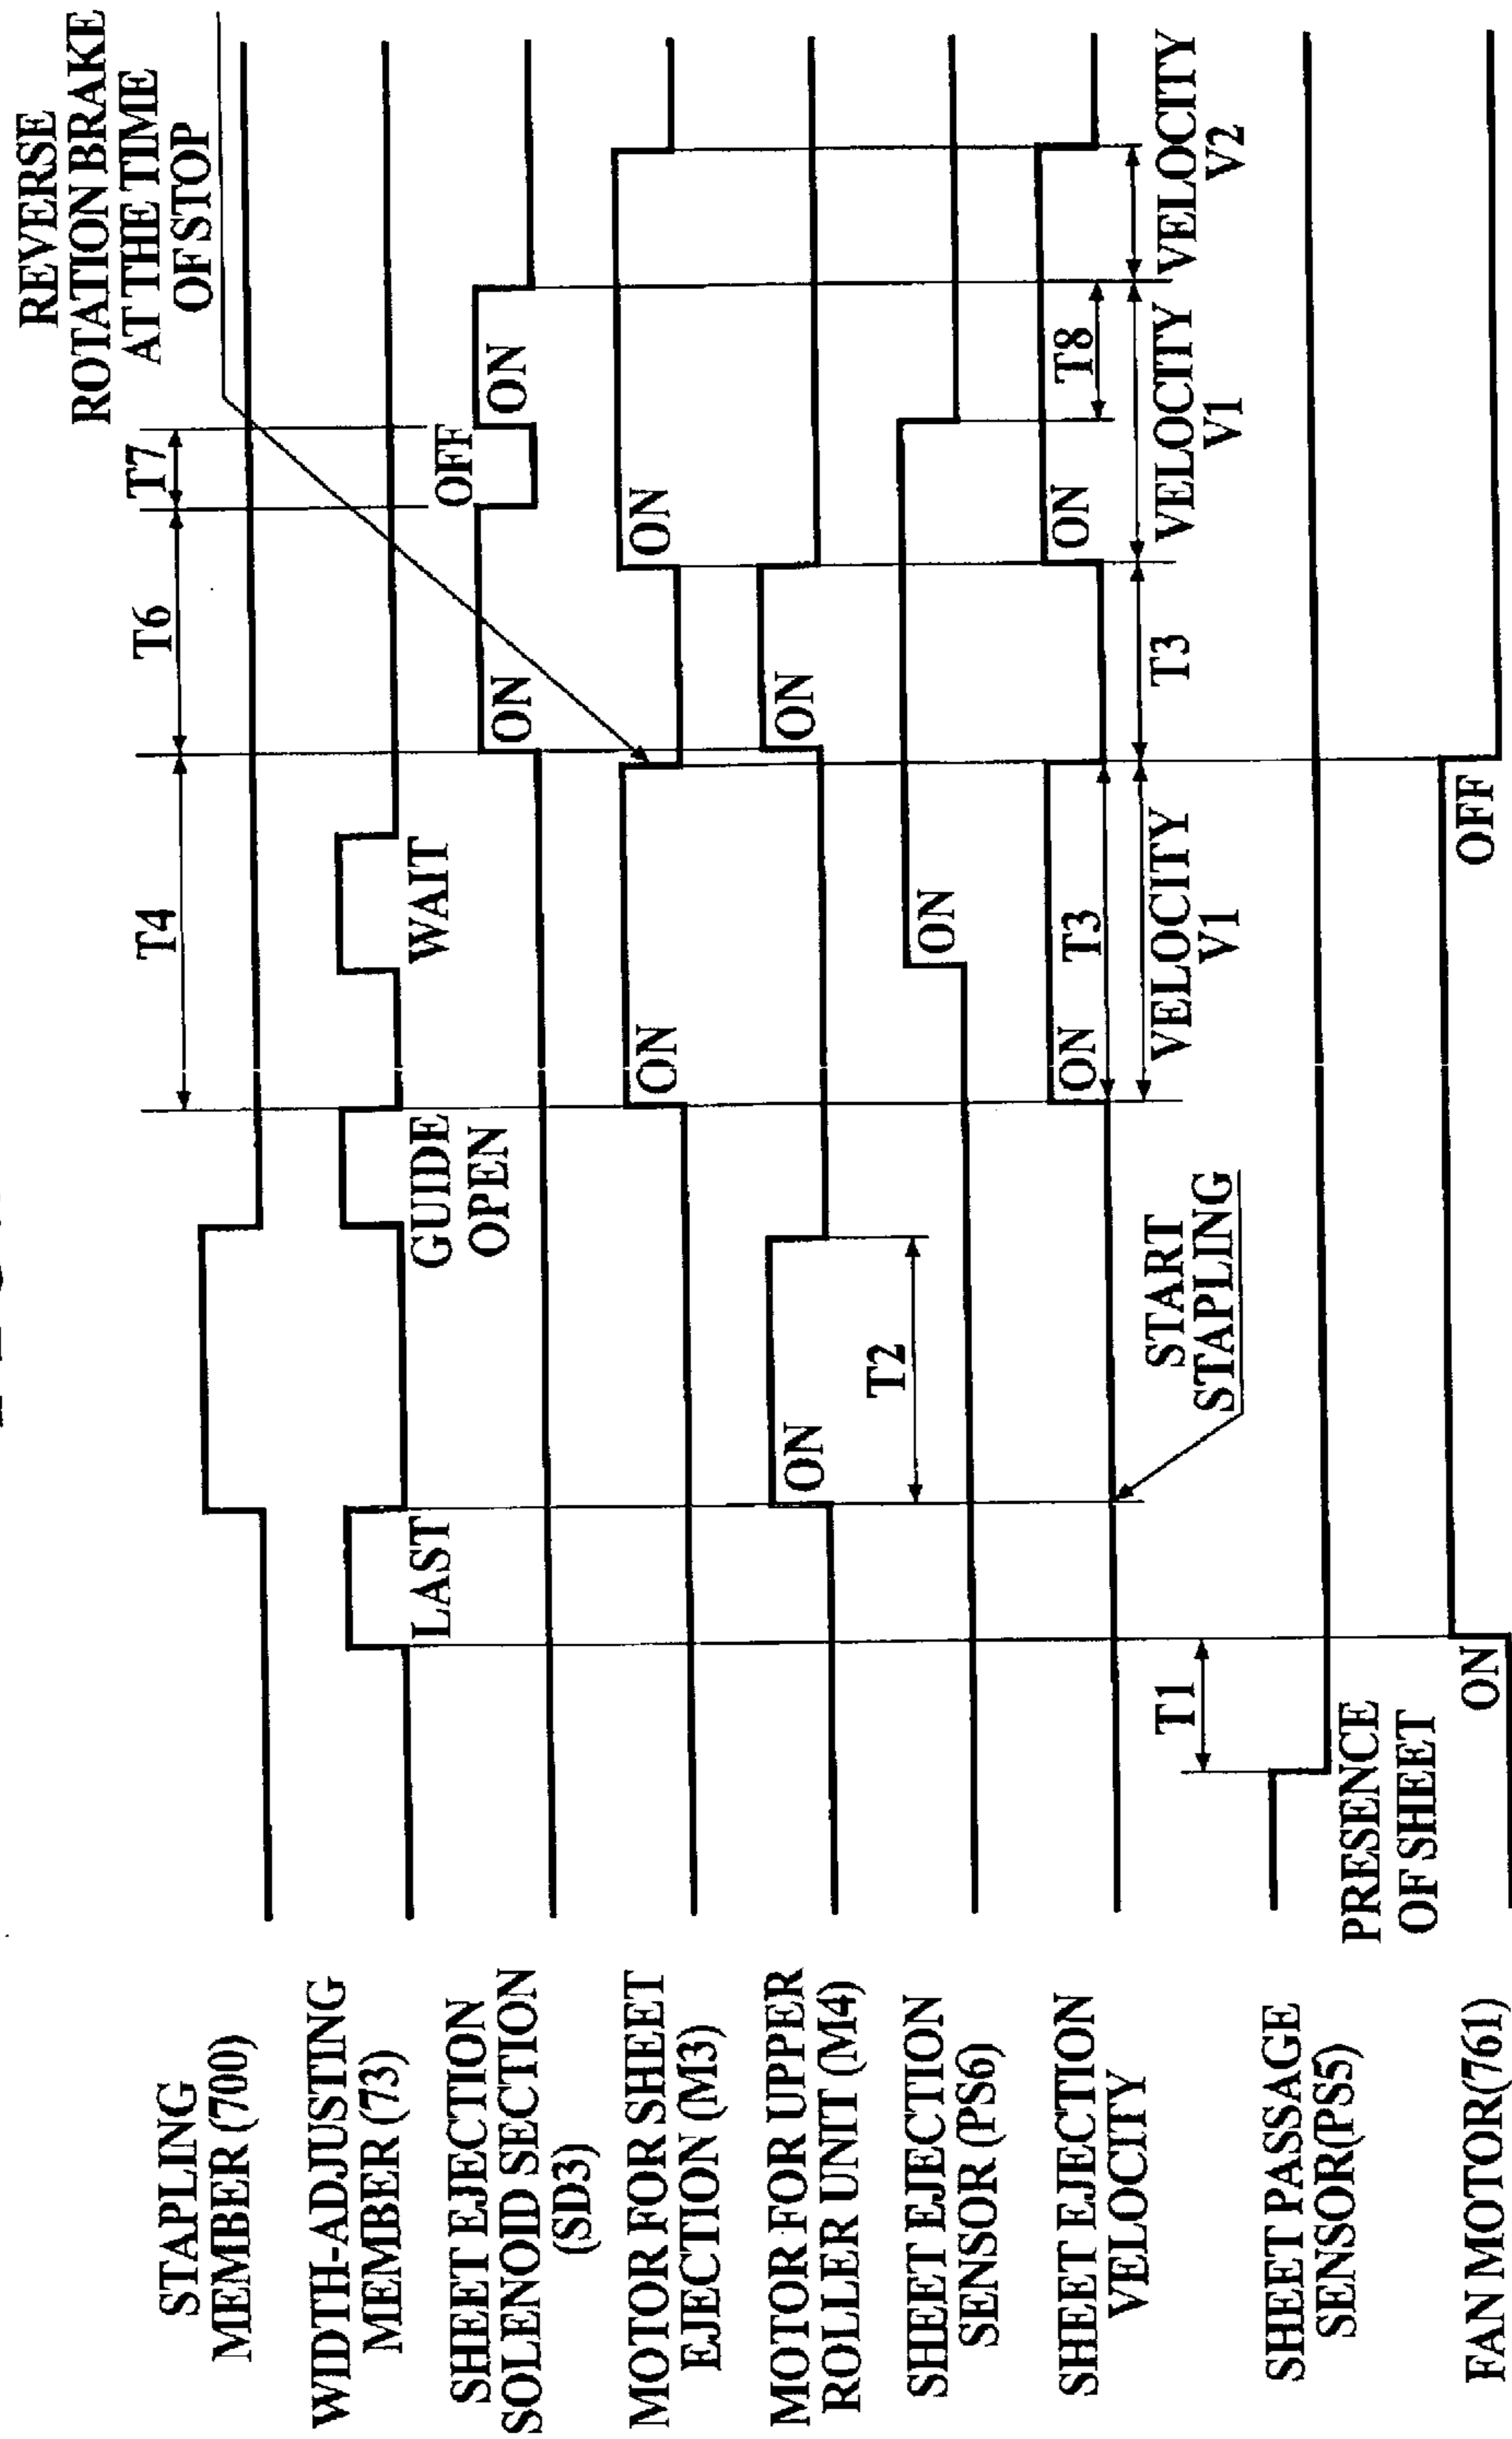 REVERSE
ROTATION BRAKE
AT THE TIME
OF STOP
T4
T6
T7
STAPLING
MEMBER (700)
WIDTH-ADJUSTING
MEMBER (73)
LAST
GUIDE
OPEN
WAIT
SHEET EJECTION
SOLENOID SECTION
(SD3)
ON
OFF
ON
MOTOR FOR SHEET
EJECTION (M3)
ON
ON
MOTOR FOR UPPER
ROLLER UNIT (M4)
ON
T2
ON
SHEET EJECTION
SENSOR (PS6)
ON
SHEET EJECTION
VELOCITY
START
STAPLING
ON
T3
VELOCITY
V1
T3
ON
T8
VELOCITY
V1
VELOCITY
V2
SHEET PASSAGE
SENSOR(PS5)
PRESENCE
OF SHEET
T1
FAN MOTOR(761)
ON
OFF